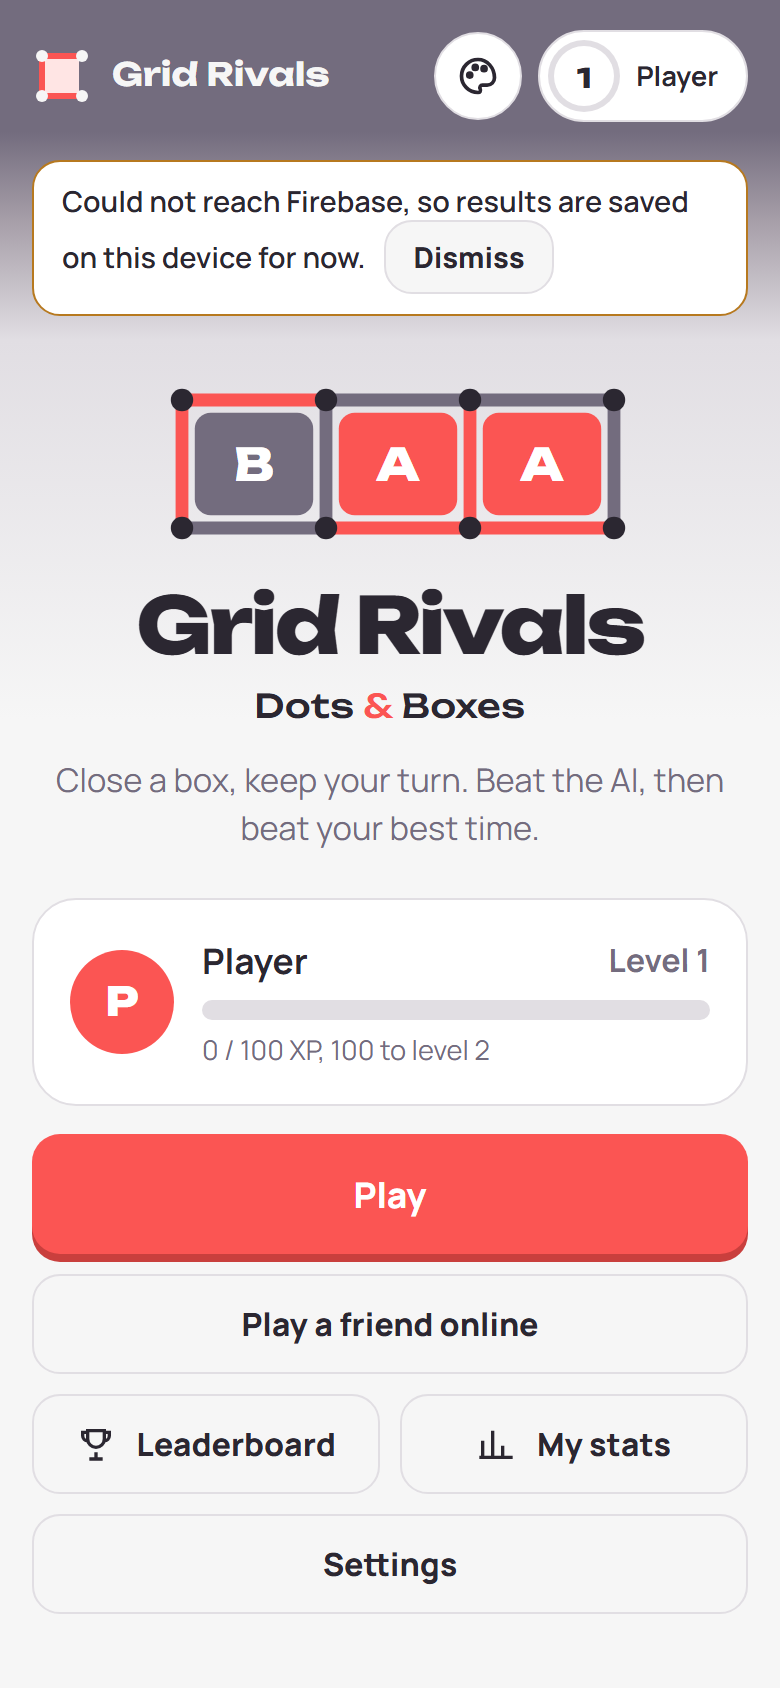 Grid Rivals
1 Player
Could not reach Firebase, so results are saved
on this device for now. Dismiss
B A A
Grid Rivals
Dots & Boxes
Close a box, keep your turn. Beat the AI, then
beat your best time.
P
Player Level 1
0 / 100 XP, 100 to level 2
Play
Play a friend online
Leaderboard My stats
Settings